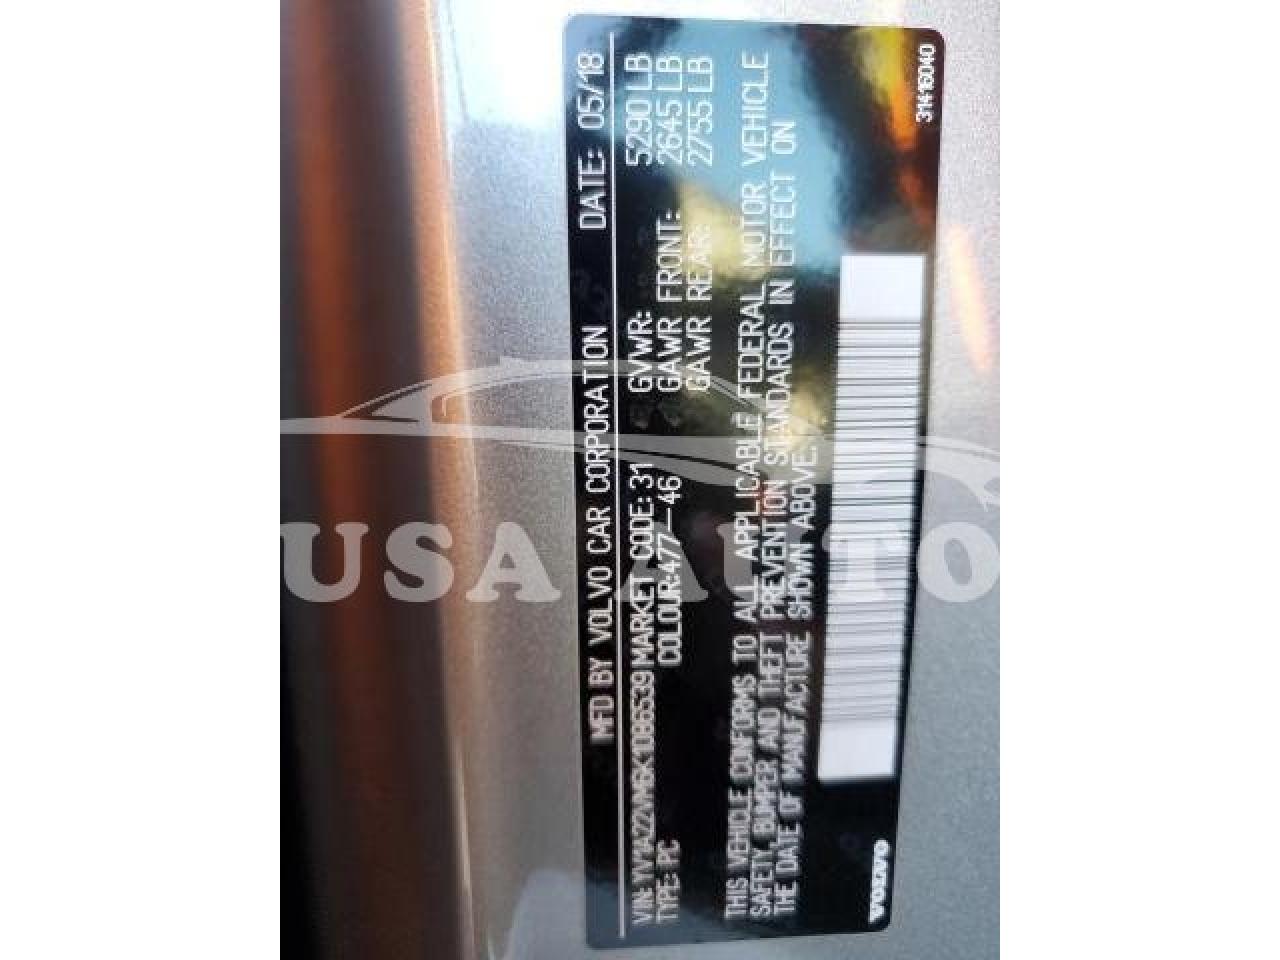 MFD BY VOLVO CAR CORPORATION DATE: 05/18
VIN: YV1A22VM6K1086539 MARKET CODE: 31 GVWR: 5290 LB
TYPE: PC COLOUR:477—46 GAWR FRONT: 2645 LB
GAWR REAR: 2755 LB
THIS VEHICLE CONFORMS TO ALL APPLICABLE FEDERAL MOTOR VEHICLE
SAFETY, BUMPER AND THEFT PREVENTION STANDARDS IN EFFECT ON
THE DATE OF MANUFACTURE SHOWN ABOVE.
VOLVO
31416040
USA AUTO